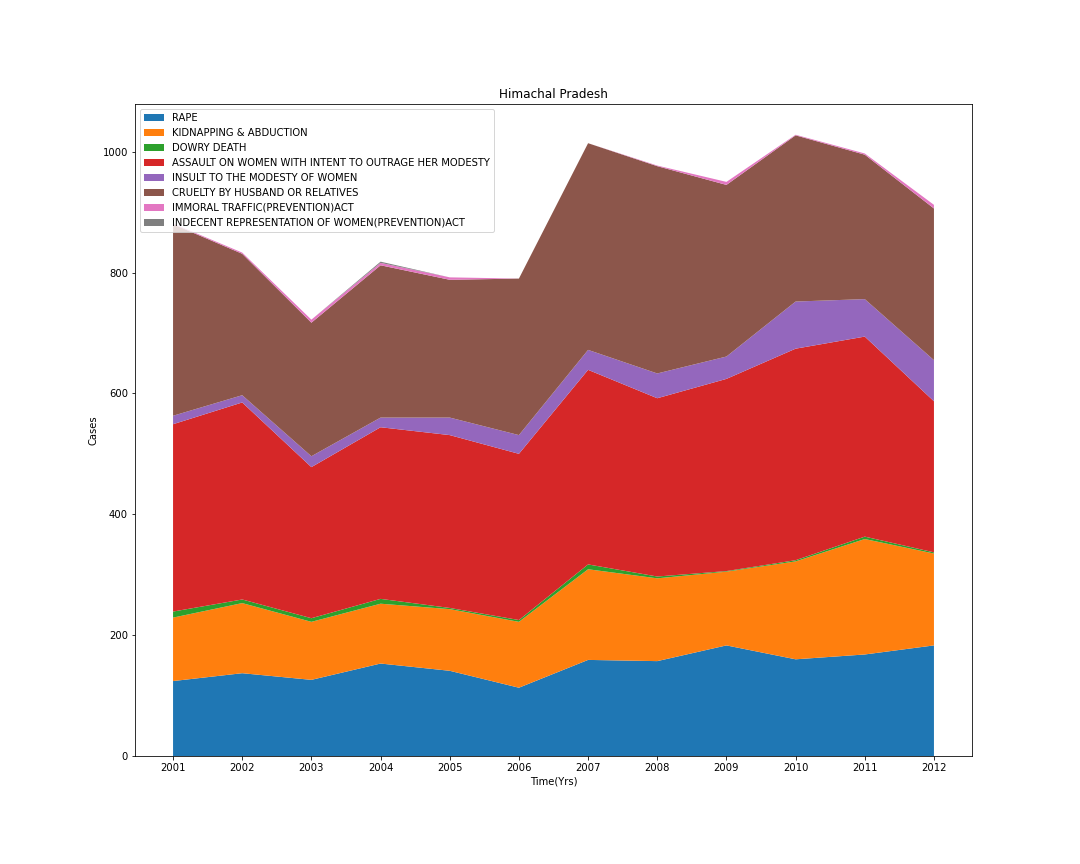 Himachal Pradesh
RAPE
KIDNAPPING & ABDUCTION
DOWRY DEATH
ASSAULT ON WOMEN WITH INTENT TO OUTRAGE HER MODESTY
INSULT TO THE MODESTY OF WOMEN
CRUELTY BY HUSBAND OR RELATIVES
IMMORAL TRAFFIC(PREVENTION)ACT
INDECENT REPRESENTATION OF WOMEN(PREVENTION)ACT
1000
800
600
400
200
0
Cases
2001 2002 2003 2004 2005 2006 2007 2008 2009 2010 2011 2012
Time(Yrs)